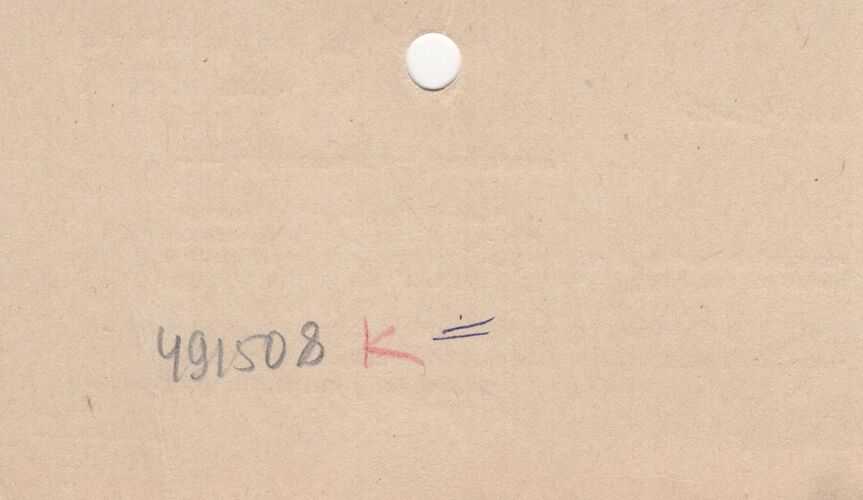 491508 K =